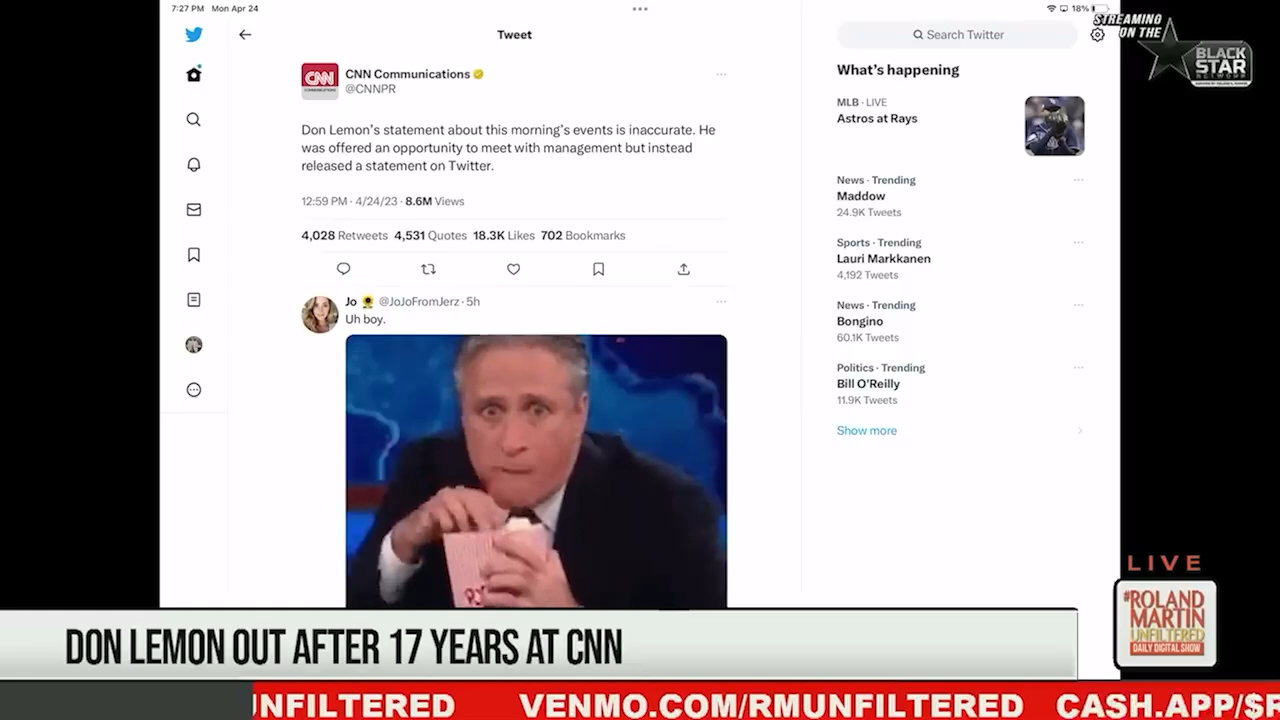 7:27 PM Mon Apr 24
18%
Tweet
Search Twitter
STREAMING
ON THE
BLACK
STAR
NETWORK
CNN
COMMUNICATIONS
CNN Communications
@CNNPR
Don Lemon's statement about this morning's events is inaccurate. He
was offered an opportunity to meet with management but instead
released a statement on Twitter.
12:59 PM · 4/24/23 · 8.6M Views
4,028 Retweets 4,531 Quotes 18.3K Likes 702 Bookmarks
Jo @JoJoFromJerz · 5h
Uh boy.
What's happening
MLB · LIVE
Astros at Rays
News · Trending
Maddow
24.9K Tweets
Sports · Trending
Lauri Markkanen
4,192 Tweets
News · Trending
Bongino
60.1K Tweets
Politics · Trending
Bill O'Reilly
11.9K Tweets
Show more
LIVE
#ROLAND
MARTIN
UNFILTERED
DAILY DIGITAL SHOW
DON LEMON OUT AFTER 17 YEARS AT CNN
UNFILTERED VENMO.COM/RMUNFILTERED CASH.APP/$R